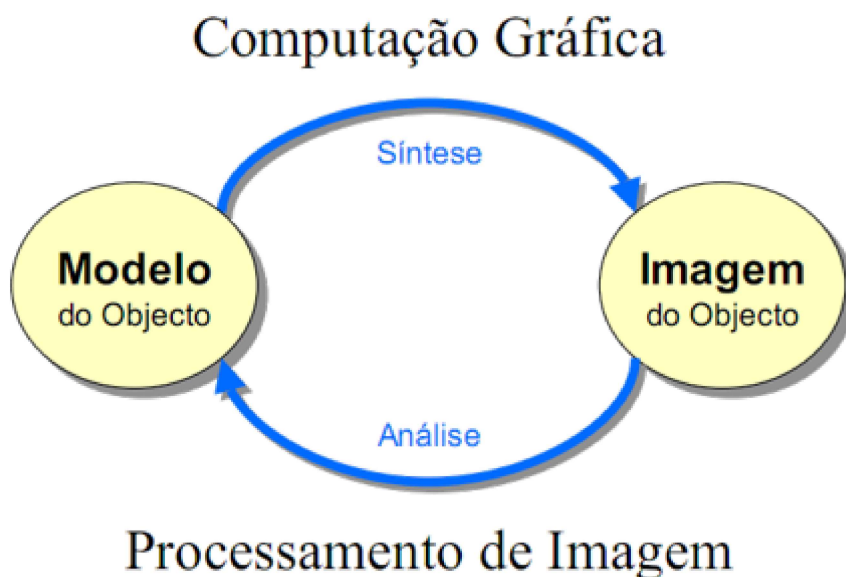 Computação Gráfica
Síntese
Modelo
do Objecto
Imagem
do Objecto
Análise
Processamento de Imagem